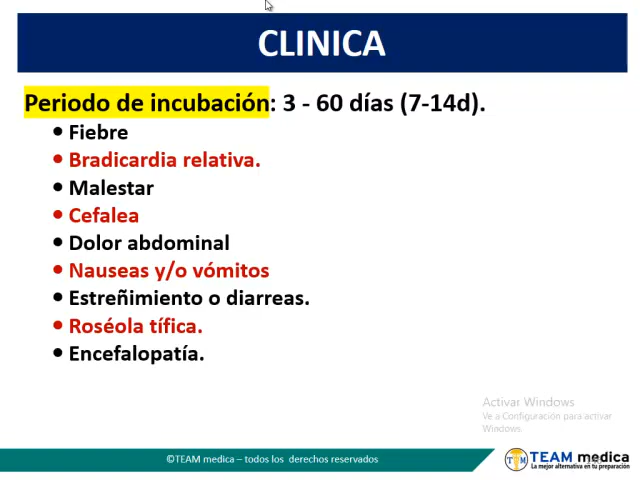 CLINICA
Periodo de incubación: 3 - 60 días (7-14d).
• Fiebre
• Bradicardia relativa.
• Malestar
• Cefalea
• Dolor abdominal
• Nauseas y/o vómitos
• Estreñimiento o diarreas.
• Roséola tífica.
• Encefalopatía.
Activar Windows
Ve a Configuración para activar
Windows.
©TEAM medica – todos los derechos reservados
TEAM medica
La mejor alternativa en tu preparación